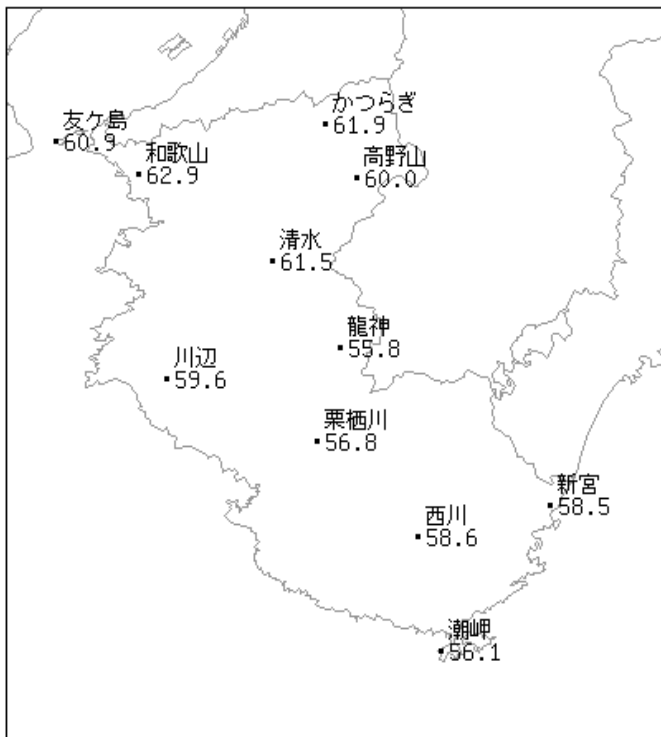 かつらぎ
61.9
友ケ島
60.9
和歌山
62.9
高野山
60.0
清水
61.5
龍神
55.8
川辺
59.6
栗栖川
56.8
新宮
58.5
西川
58.6
潮岬
56.1